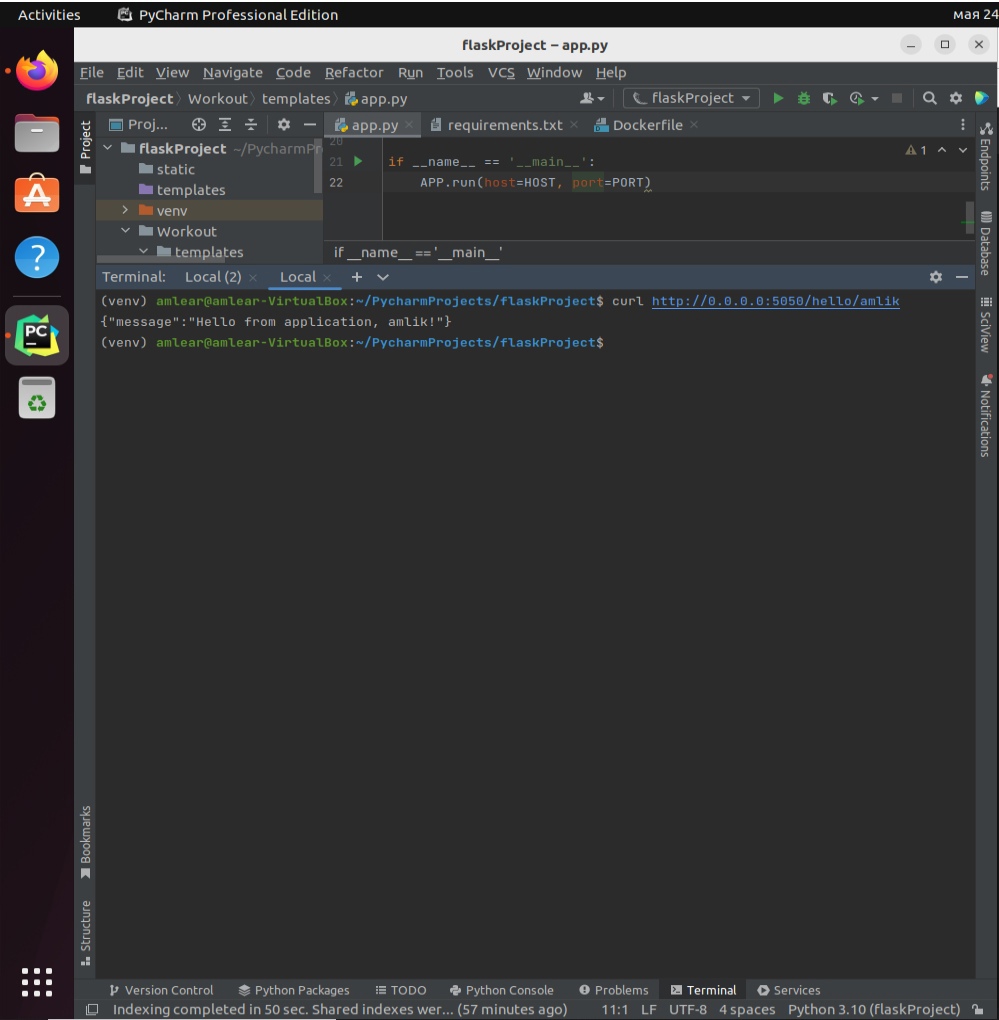 Activities PyCharm Professional Edition мая 24
flaskProject – app.py
File Edit View Navigate Code Refactor Run Tools VCS Window Help
flaskProject Workout templates app.py flaskProject
Project
Proj...
app.py requirements.txt Dockerfile
flaskProject ~/PycharmPr
static
templates
venv
Workout
templates
20
21 if __name__ == '__main__':
22 APP.run(host=HOST, port=PORT)
1
if __name__ == '__main__'
Endpoints
Database
SciView
Notifications
Terminal: Local (2) Local
(venv) amlear@amlear-VirtualBox:~/PycharmProjects/flaskProject$ curl http://0.0.0.0:5050/hello/amlik
{"message":"Hello from application, amlik!"}
(venv) amlear@amlear-VirtualBox:~/PycharmProjects/flaskProject$
Bookmarks
Structure
Version Control Python Packages TODO Python Console Problems Terminal Services
Indexing completed in 50 sec. Shared indexes wer... (57 minutes ago) 11:1 LF UTF-8 4 spaces Python 3.10 (flaskProject)
PC